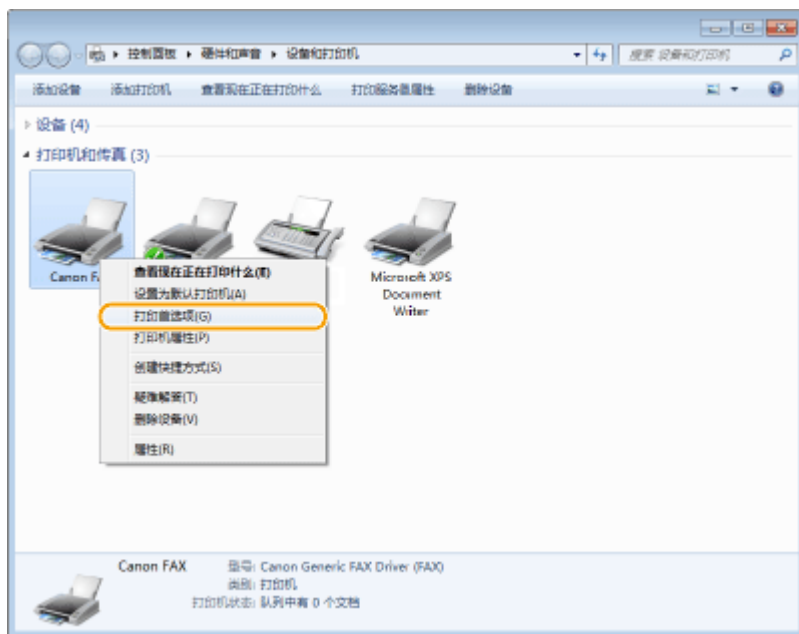 控制面板 ▸ 硬件和声音 ▸ 设备和打印机
搜索 设备和打印机
添加设备 添加打印机 查看现在正在打印什么 打印服务器属性 删除设备
设备 (4)
打印机和传真 (3)
Canon F
Microsoft XPS
Document
Writer
查看现在正在打印什么(E)
设置为默认打印机(A)
打印首选项(G)
打印机属性(P)
创建快捷方式(S)
疑难解答(T)
删除设备(V)
属性(R)
Canon FAX 型号: Canon Generic FAX Driver (FAX)
类别: 打印机
打印机状态: 队列中有 0 个文档